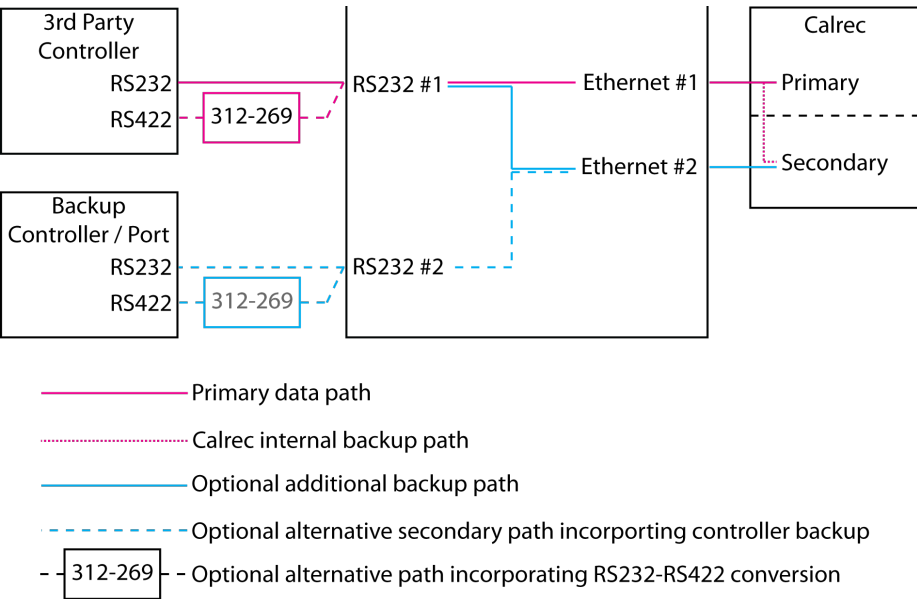 3rd Party
Controller
RS232
RS422
312-269
RS232 #1
Ethernet #1
Calrec
Primary
Ethernet #2
Secondary
Backup
Controller / Port
RS232
RS422
312-269
RS232 #2
Primary data path
Calrec internal backup path
Optional additional backup path
Optional alternative secondary path incorporting controller backup
312-269
Optional alternative path incorporating RS232-RS422 conversion